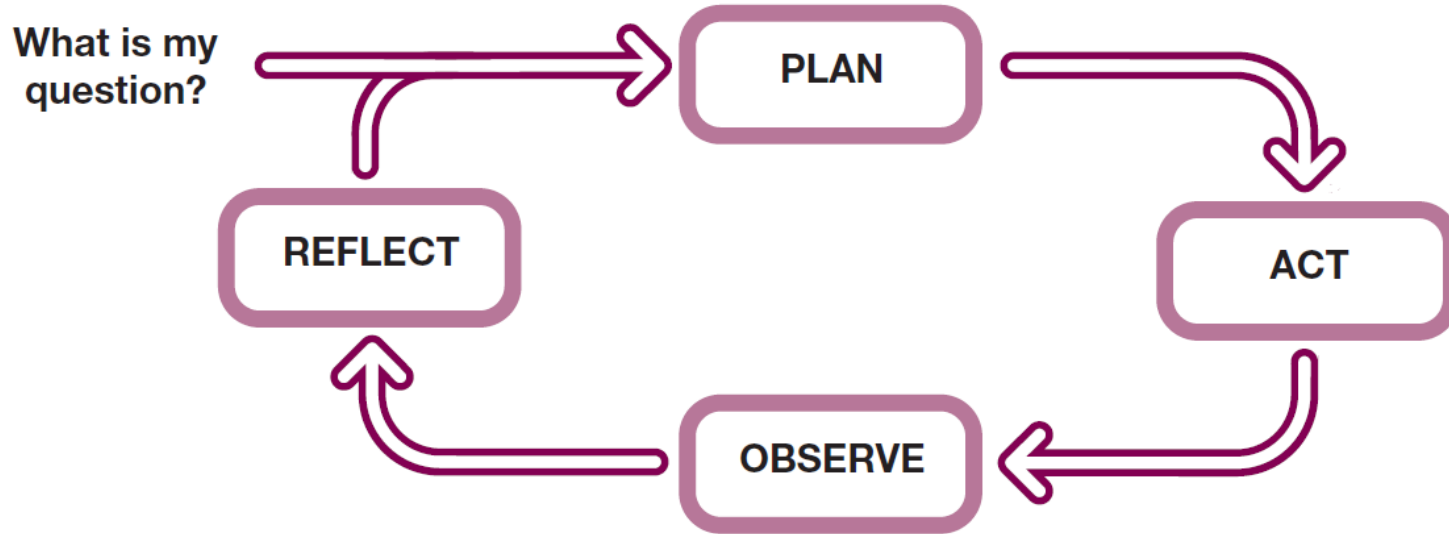 What is my
question?
PLAN
ACT
OBSERVE
REFLECT